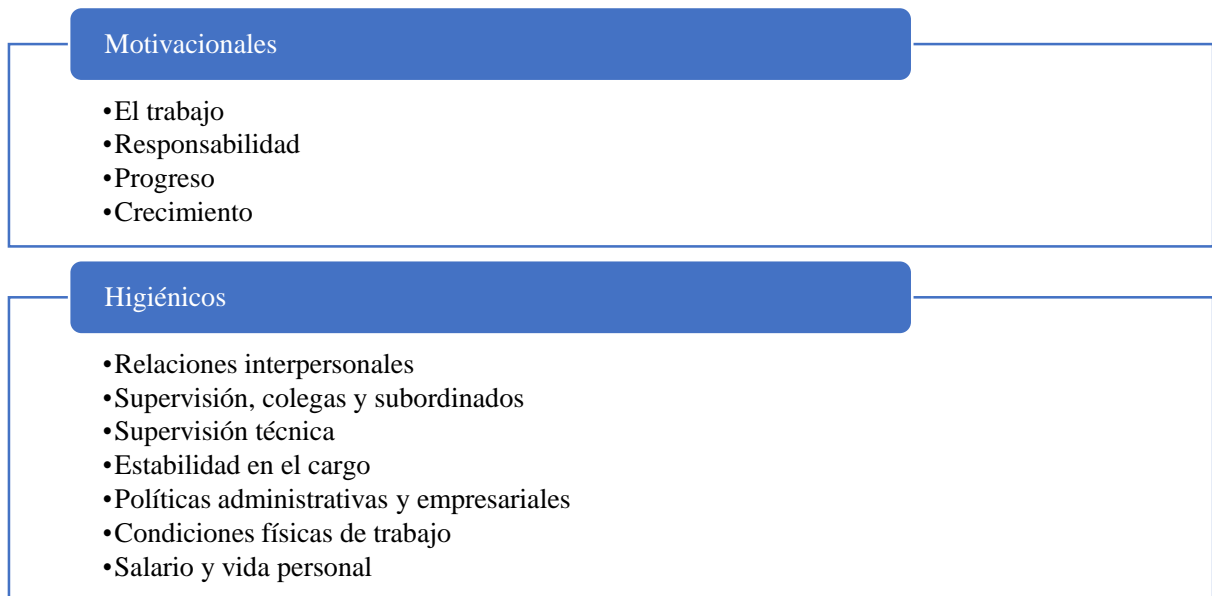 Motivacionales
•El trabajo
•Responsabilidad
•Progreso
•Crecimiento
Higiénicos
•Relaciones interpersonales
•Supervisión, colegas y subordinados
•Supervisión técnica
•Estabilidad en el cargo
•Políticas administrativas y empresariales
•Condiciones físicas de trabajo
•Salario y vida personal